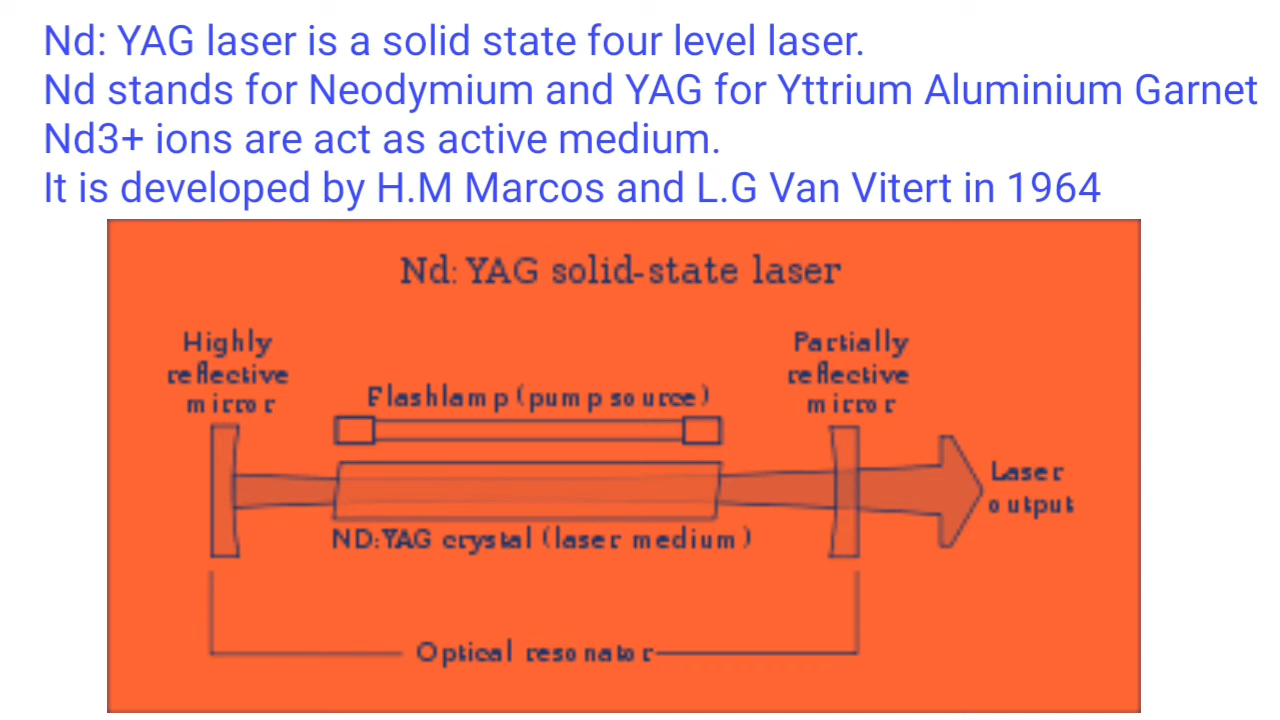 Nd: YAG laser is a solid state four level laser.
Nd stands for Neodymium and YAG for Yttrium Aluminium Garnet
Nd3+ ions are act as active medium.
It is developed by H.M Marcos and L.G Van Vitert in 1964
Nd: YAG solid-state laser
Highly
reflective
mirror
Partially
reflective
mirror
Flashlamp (pump source)
Laser
output
ND:YAG crystal (laser medium)
Optical resonator